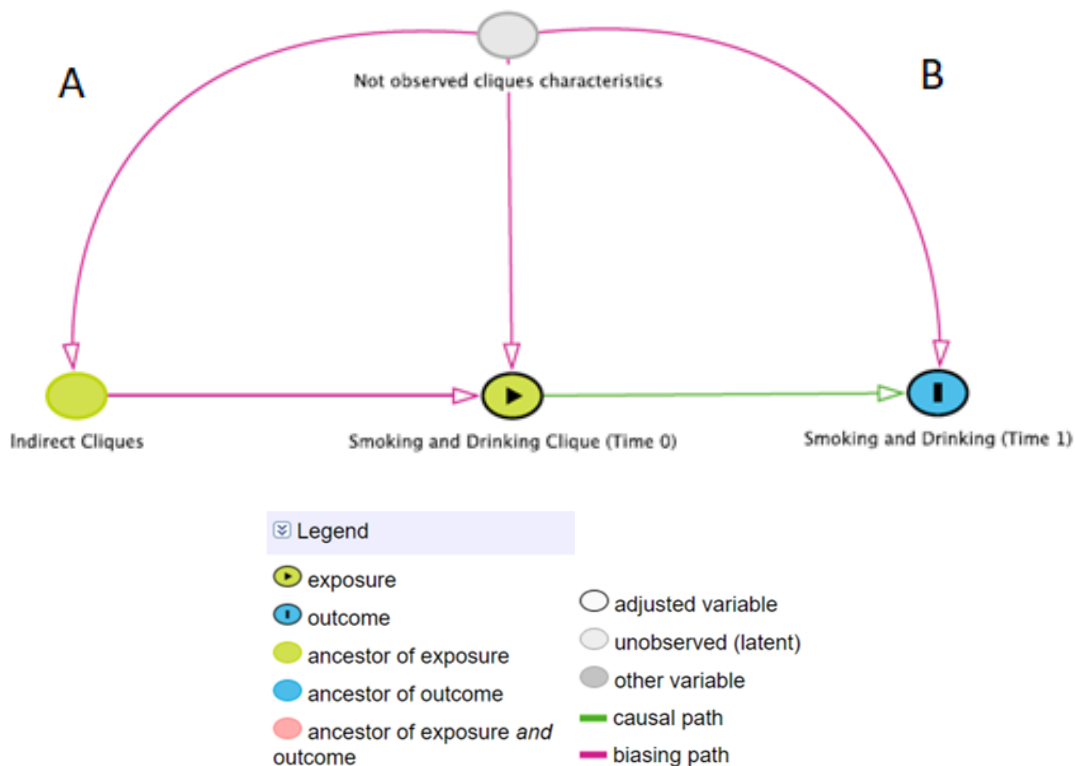 A
B
Not observed cliques characteristics
Indirect Cliques
Smoking and Drinking Clique (Time 0)
Smoking and Drinking (Time 1)
Legend
exposure
outcome
ancestor of exposure
ancestor of outcome
ancestor of exposure and
outcome
adjusted variable
unobserved (latent)
other variable
causal path
biasing path